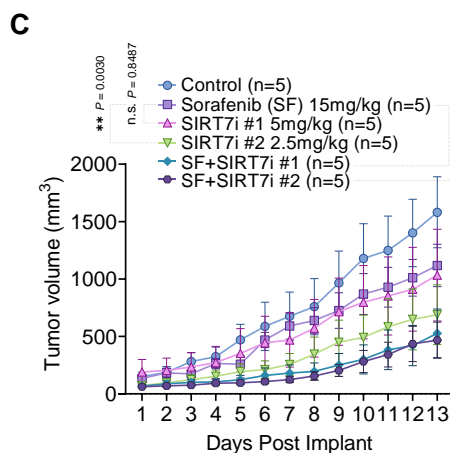 C
** P = 0.0030
n.s. P = 0.8487
Control (n=5)
Sorafenib (SF) 15mg/kg (n=5)
SIRT7i #1 5mg/kg (n=5)
SIRT7i #2 2.5mg/kg (n=5)
SF+SIRT7i #1 (n=5)
SF+SIRT7i #2 (n=5)
Tumor volume (mm³)
2000
1500
1000
500
0
1 2 3 4 5 6 7 8 9 10 11 12 13
Days Post Implant